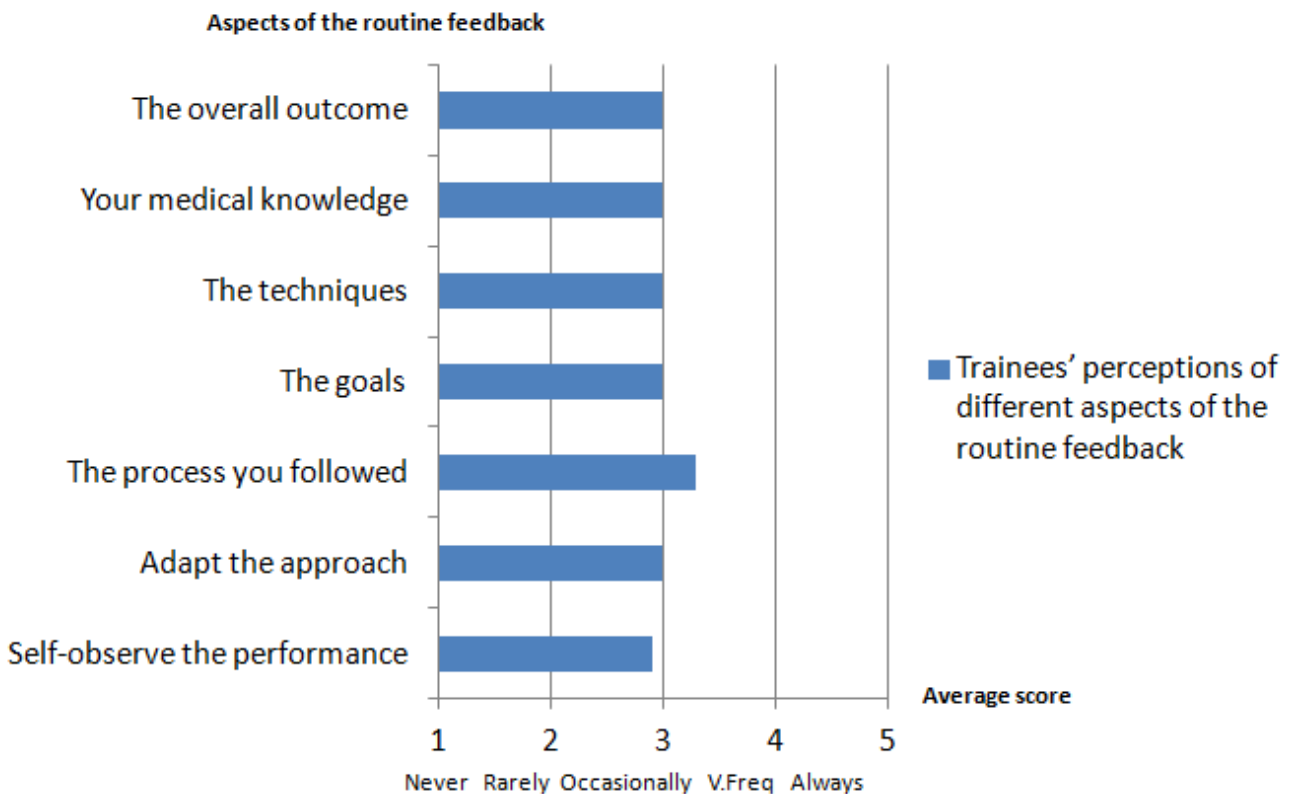 Aspects of the routine feedback
The overall outcome
Your medical knowledge
The techniques
The goals
The process you followed
Adapt the approach
Self-observe the performance
Trainees’ perceptions of
different aspects of the
routine feedback
Average score
1 2 3 4 5
Never Rarely Occasionally V.Freq Always